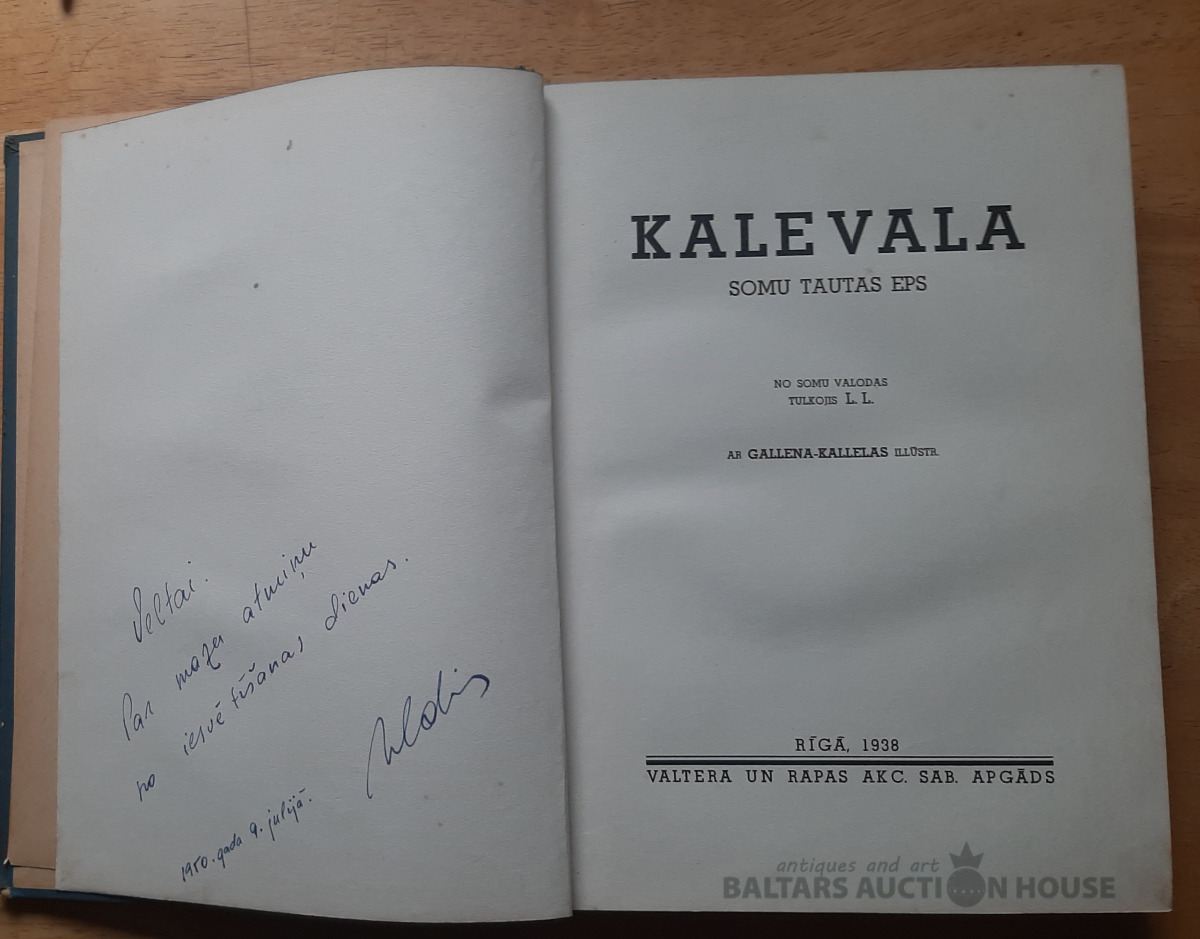 Veltai.
Par mazu atmiņu
no iesvētīšanas dienas.
1950. gada 9. jūlijā.
KALEVALA
SOMU TAUTAS EPS
NO SOMU VALODAS
TULKOJIS L. L.
AR GALLENA-KALLELAS ILLŪSTR.
RĪGĀ, 1938
VALTERA UN RAPAS AKC. SAB. APGĀDS
antiques and art
BALTARS AUCTION HOUSE